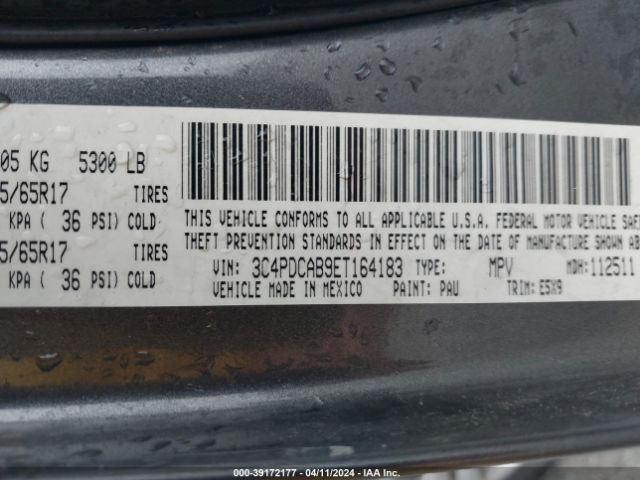 05 KG 5300 LB
5/65R17 TIRES
KPA ( 36 PSI) COLD
5/65R17 TIRES
KPA ( 36 PSI) COLD
THIS VEHICLE CONFORMS TO ALL APPLICABLE U.S.A. FEDERAL MOTOR VEHICLE SAFE
THEFT PREVENTION STANDARDS IN EFFECT ON THE DATE OF MANUFACTURE SHOWN AB
VIN: 3C4PDCAB9ET164183 TYPE: MPV MDH: 112511
VEHICLE MADE IN MEXICO PAINT: PAU TRIM: E5X9
000-39172177 - 04/11/2024 - IAA Inc.